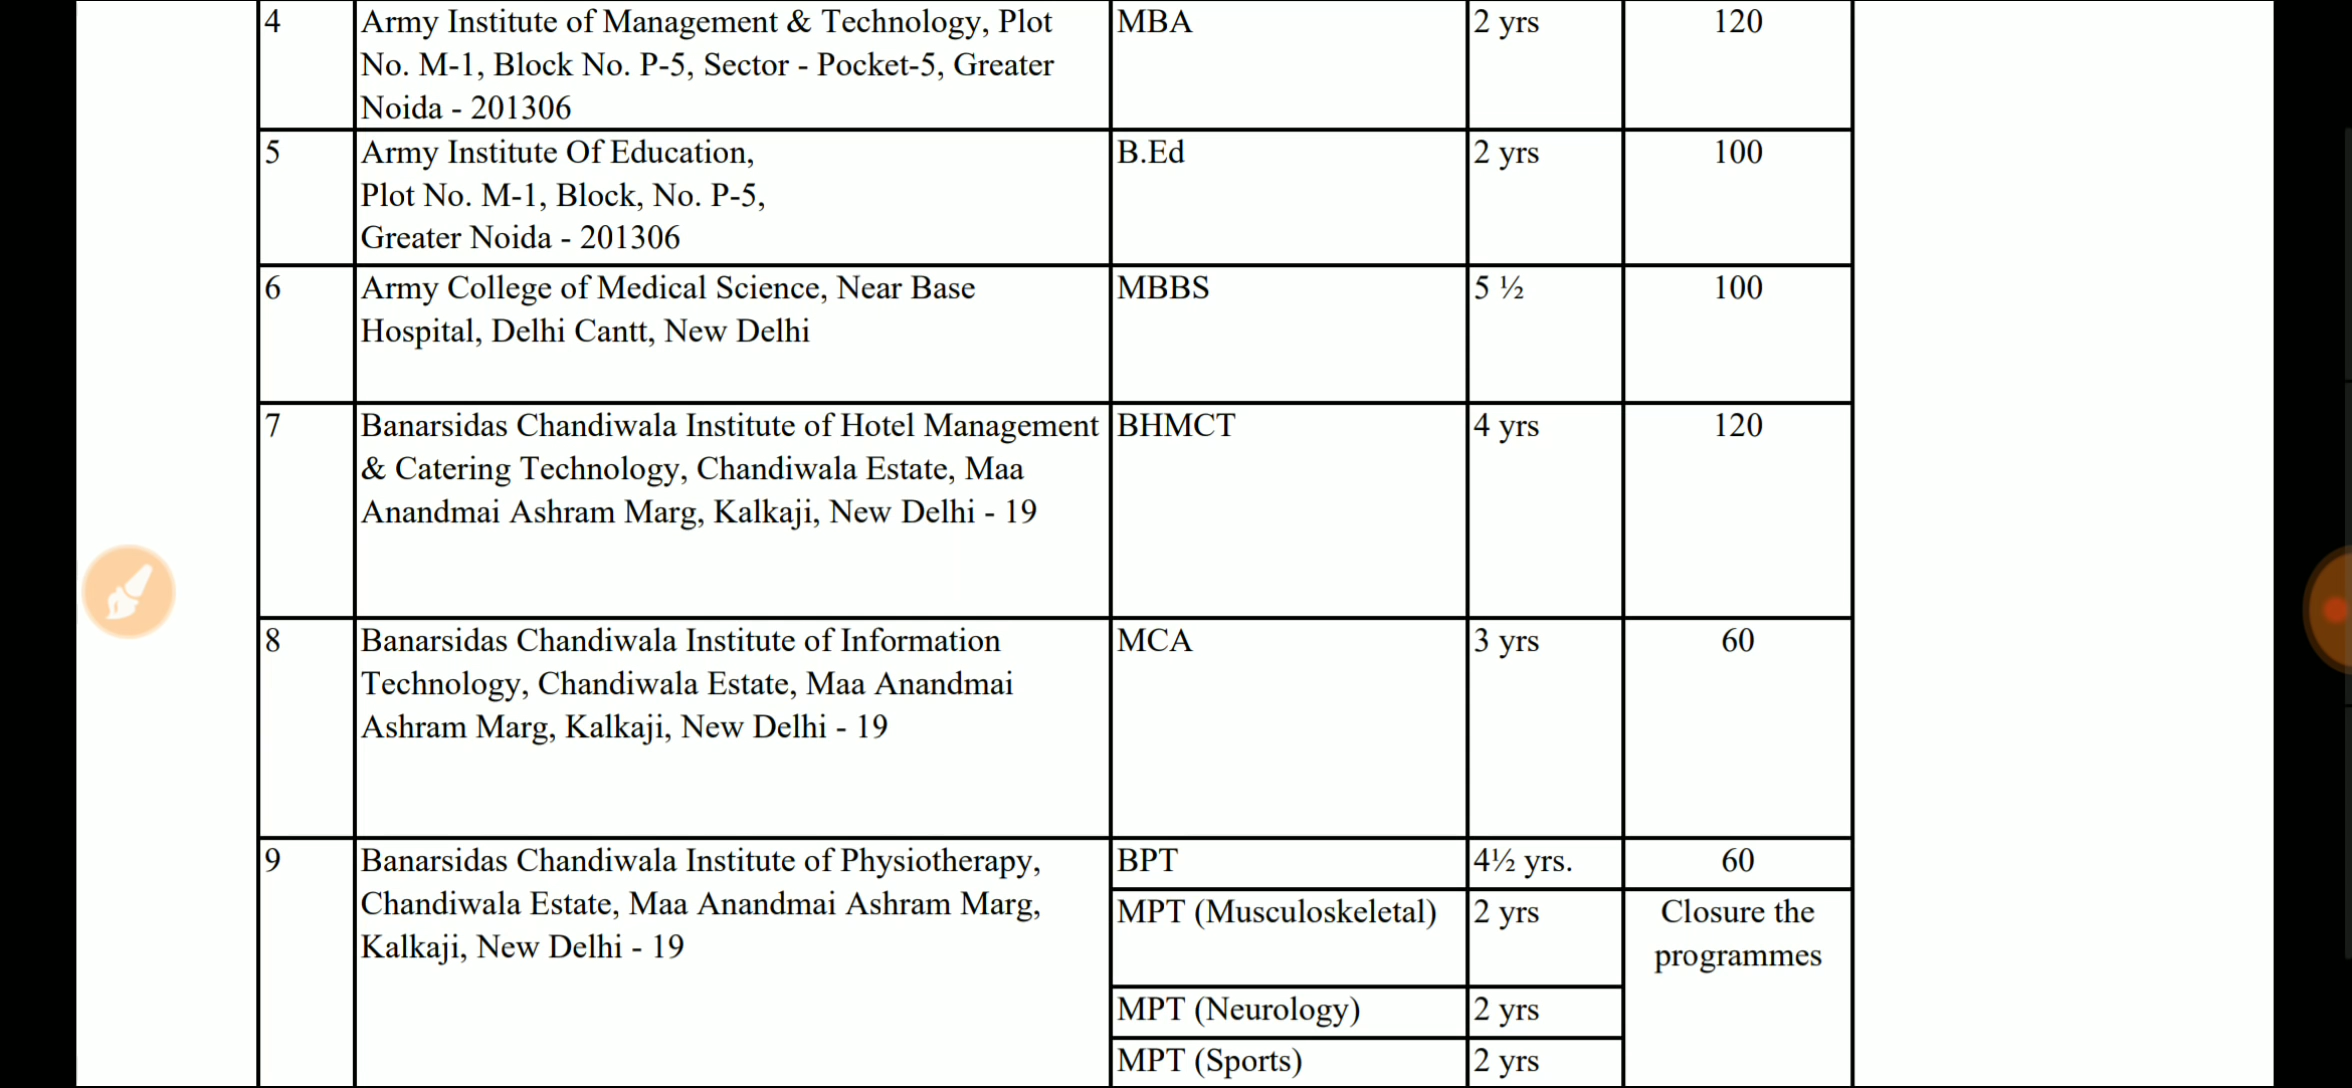 4 Army Institute of Management & Technology, Plot MBA 2 yrs 120
No. M-1, Block No. P-5, Sector - Pocket-5, Greater
Noida - 201306
5 Army Institute Of Education, B.Ed 2 yrs 100
Plot No. M-1, Block, No. P-5,
Greater Noida - 201306
6 Army College of Medical Science, Near Base MBBS 5 ½ 100
Hospital, Delhi Cantt, New Delhi
7 Banarsidas Chandiwala Institute of Hotel Management BHMCT 4 yrs 120
& Catering Technology, Chandiwala Estate, Maa
Anandmai Ashram Marg, Kalkaji, New Delhi - 19
8 Banarsidas Chandiwala Institute of Information MCA 3 yrs 60
Technology, Chandiwala Estate, Maa Anandmai
Ashram Marg, Kalkaji, New Delhi - 19
9 Banarsidas Chandiwala Institute of Physiotherapy, BPT 4½ yrs. 60
Chandiwala Estate, Maa Anandmai Ashram Marg, MPT (Musculoskeletal) 2 yrs Closure the
Kalkaji, New Delhi - 19 programmes
MPT (Neurology) 2 yrs
MPT (Sports) 2 yrs